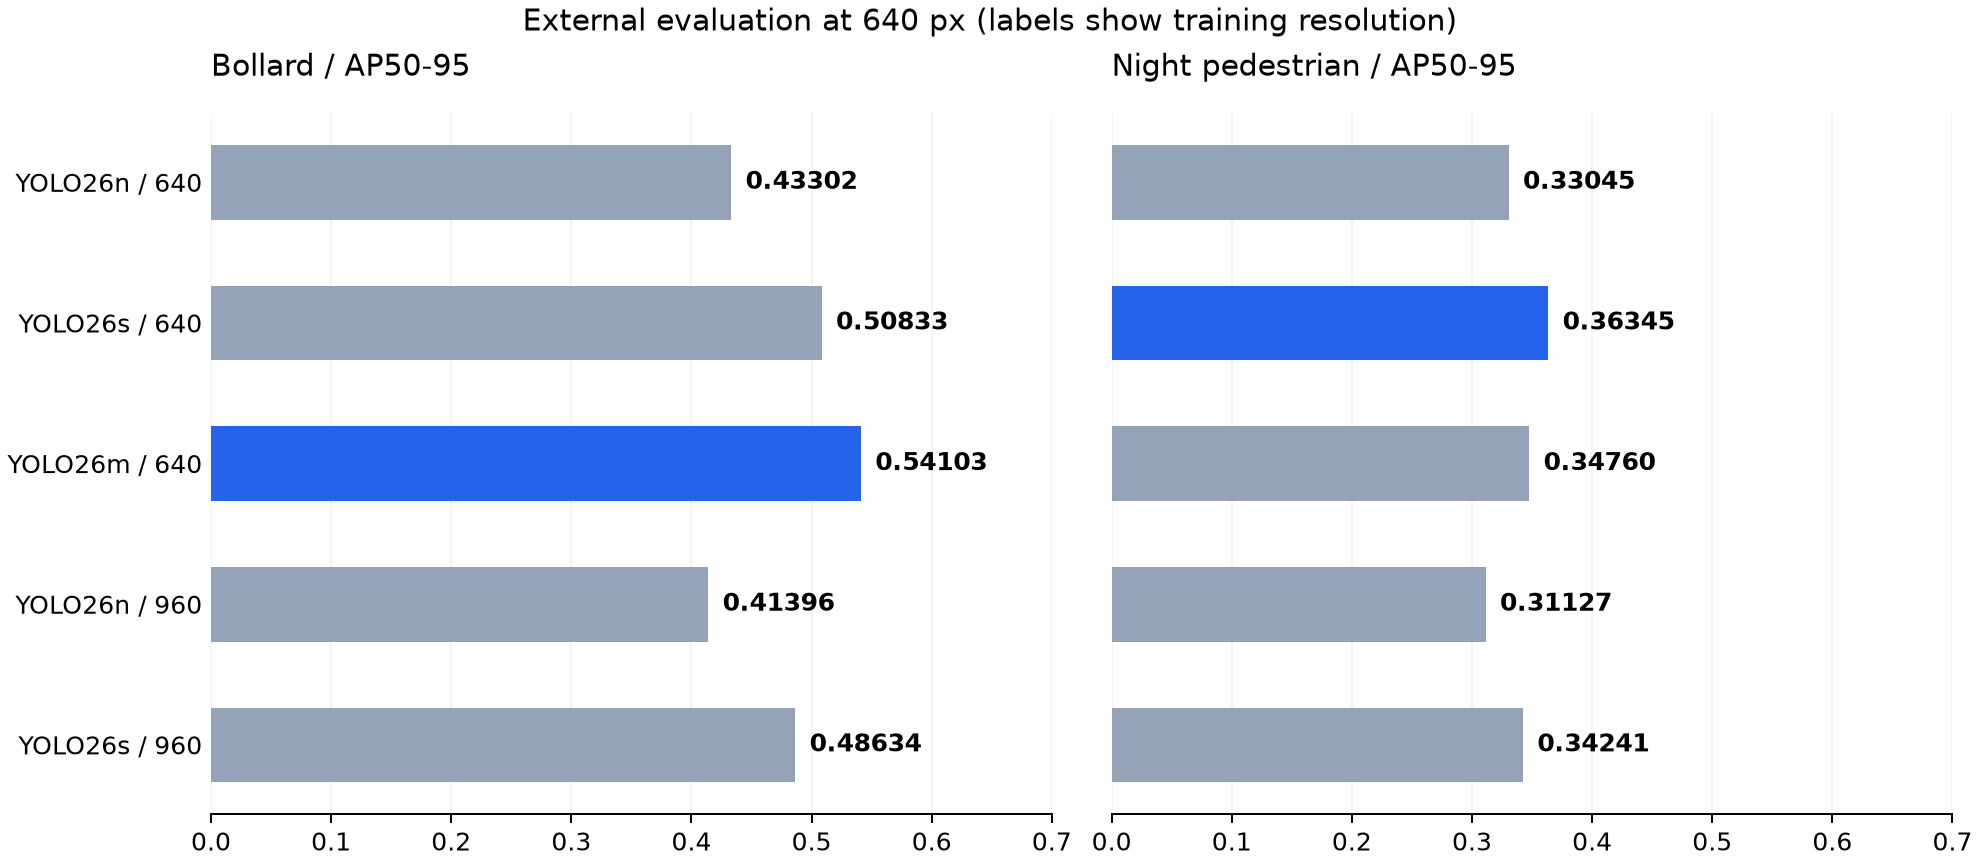 External evaluation at 640 px (labels show training resolution)
Bollard / AP50-95
YOLO26n / 640
0.43302
YOLO26s / 640
0.50833
YOLO26m / 640
0.54103
YOLO26n / 960
0.41396
YOLO26s / 960
0.48634
0.0 0.1 0.2 0.3 0.4 0.5 0.6 0.7
Night pedestrian / AP50-95
0.33045
0.36345
0.34760
0.31127
0.34241
0.0 0.1 0.2 0.3 0.4 0.5 0.6 0.7